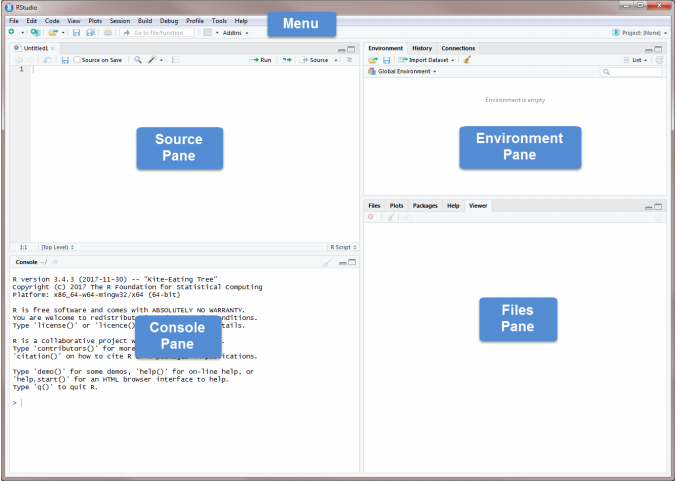 RStudio
File Edit Code View Plots Session Build Debug Profile Tools Help
Menu
Go to file/function
Addins
Project: (None)
Untitled1
Source on Save
Run
Source
1
Source
Pane
1:1
(Top Level)
R Script
Environment History Connections
Import Dataset
List
Global Environment
Environment is empty
Environment
Pane
Console ~/
R version 3.4.3 (2017-11-30) -- "Kite-Eating Tree"
Copyright (C) 2017 The R Foundation for Statistical Computing
Platform: x86_64-w64-mingw32/x64 (64-bit)
R is free software and comes with ABSOLUTELY NO WARRANTY.
You are welcome to redistribut nditions.
Type 'license()' or 'licence() tails.
R is a collaborative project w
Type 'contributors()' for more
'citation()' on how to cite R ublications.
Type 'demo()' for some demos, 'help()' for on-line help, or
'help.start()' for an HTML browser interface to help.
Type 'q()' to quit R.
>
Console
Pane
Files Plots Packages Help Viewer
Files
Pane